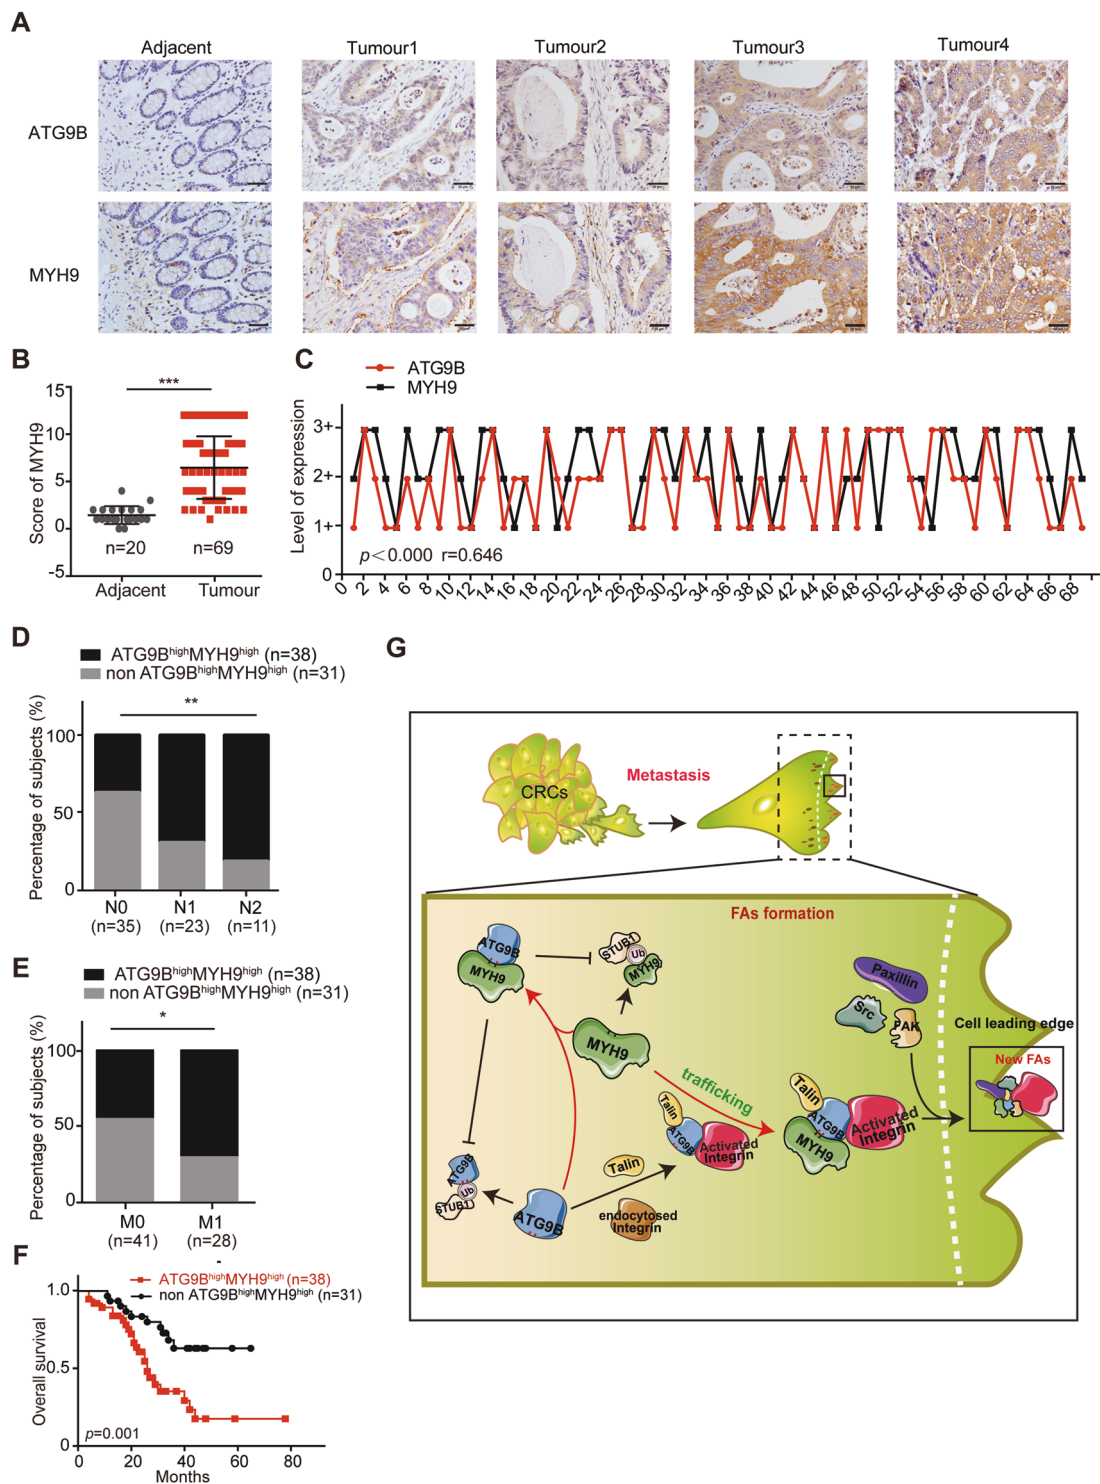 A
Adjacent
Tumour1
Tumour2
Tumour3
Tumour4
ATG9B
MYH9
B
***
15
10
5
0
-5
Score of MYH9
n=20
n=69
Adjacent
Tumour
C
ATG9B
MYH9
Level of expression
3+
2+
1+
0
p<0.000 r=0.646
0 2 4 6 8 10 12 14 16 18 20 22 24 26 28 30 32 34 36 38 40 42 44 46 48 50 52 54 56 58 60 62 64 66 68
D
ATG9BhighMYH9high (n=38)
non ATG9BhighMYH9high (n=31)
**
Percentage of subjects (%)
100
50
0
N0
N1
N2
(n=35)
(n=23)
(n=11)
E
ATG9BhighMYH9high (n=38)
non ATG9BhighMYH9high (n=31)
*
Percentage of subjects (%)
100
50
0
M0
M1
(n=41)
(n=28)
F
ATG9BhighMYH9high (n=38)
non ATG9BhighMYH9high (n=31)
Overall survival
1.0
0.5
0
p=0.001
0 20 40 60 80
Months
G
CRCs
Metastasis
FAs formation
ATG9B
MYH9
STUB1
Ub
MYH9
MYH9
trafficking
Paxillin
Src
FAK
Cell leading edge
New FAs
Talin
ATG9B
Activated
Integrin
Talin
ATG9B
MYH9
Activated
Integrin
ATG9B
Ub
STUB1
ATG9B
Talin
endocytosed
Integrin